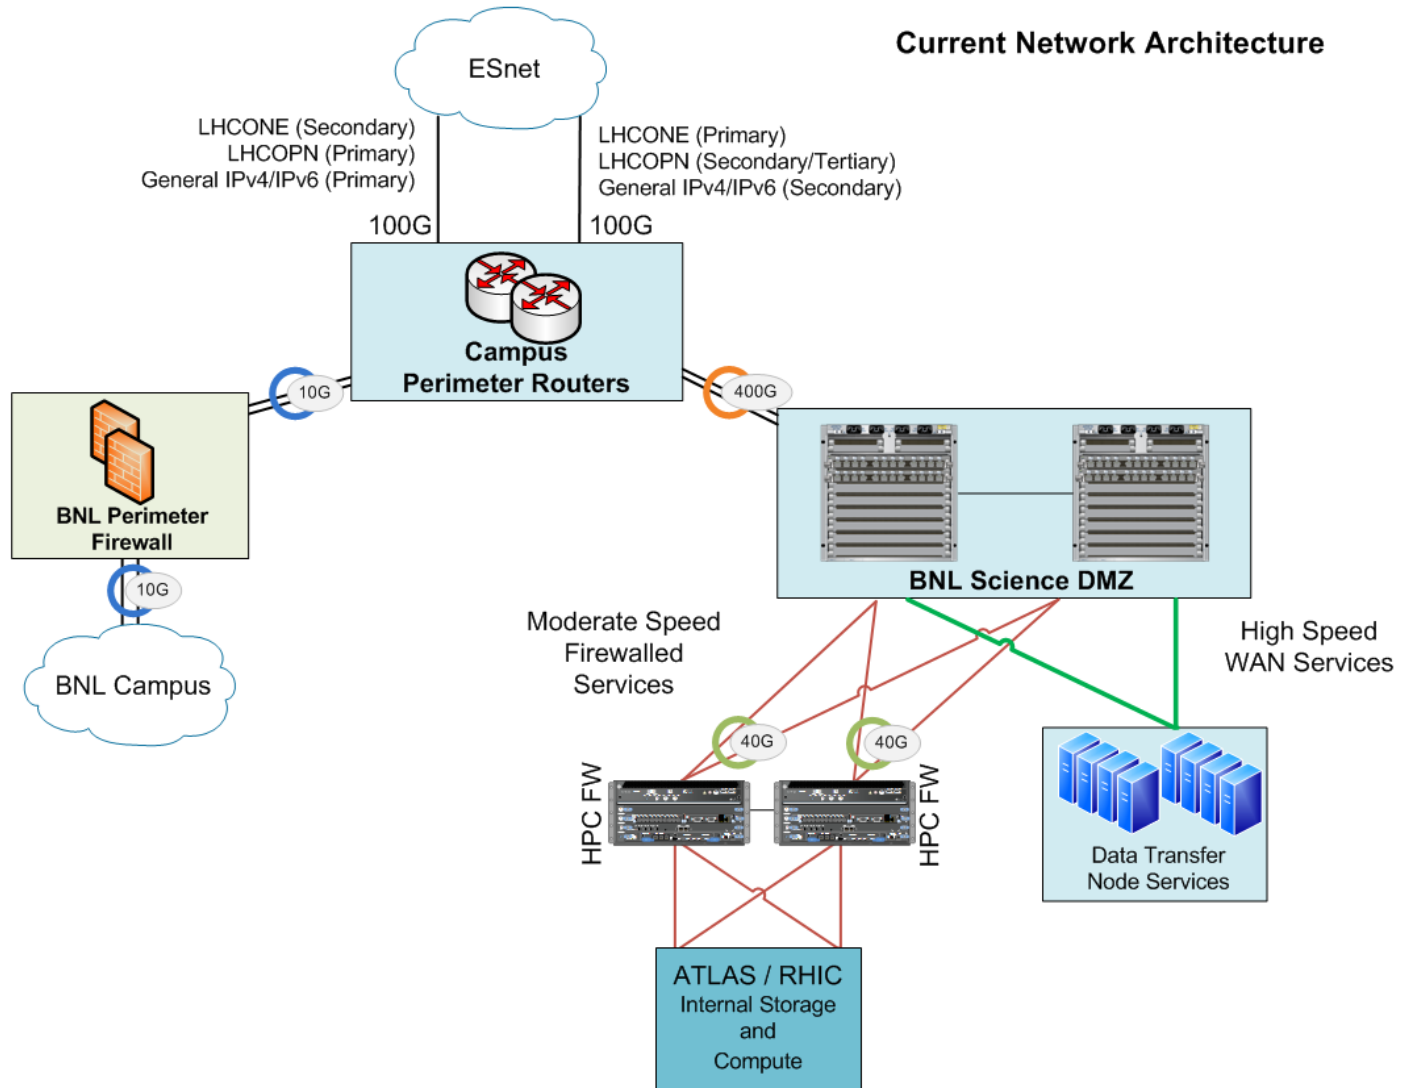 Current Network Architecture
ESnet
LHCONE (Secondary)
LHCOPN (Primary)
General IPv4/IPv6 (Primary)
LHCONE (Primary)
LHCOPN (Secondary/Tertiary)
General IPv4/IPv6 (Secondary)
100G
100G
Campus
Perimeter Routers
10G
400G
BNL Perimeter
Firewall
10G
BNL Campus
BNL Science DMZ
Moderate Speed
Firewalled
Services
High Speed
WAN Services
40G
40G
HPC FW
HPC FW
Data Transfer
Node Services
ATLAS / RHIC
Internal Storage
and
Compute